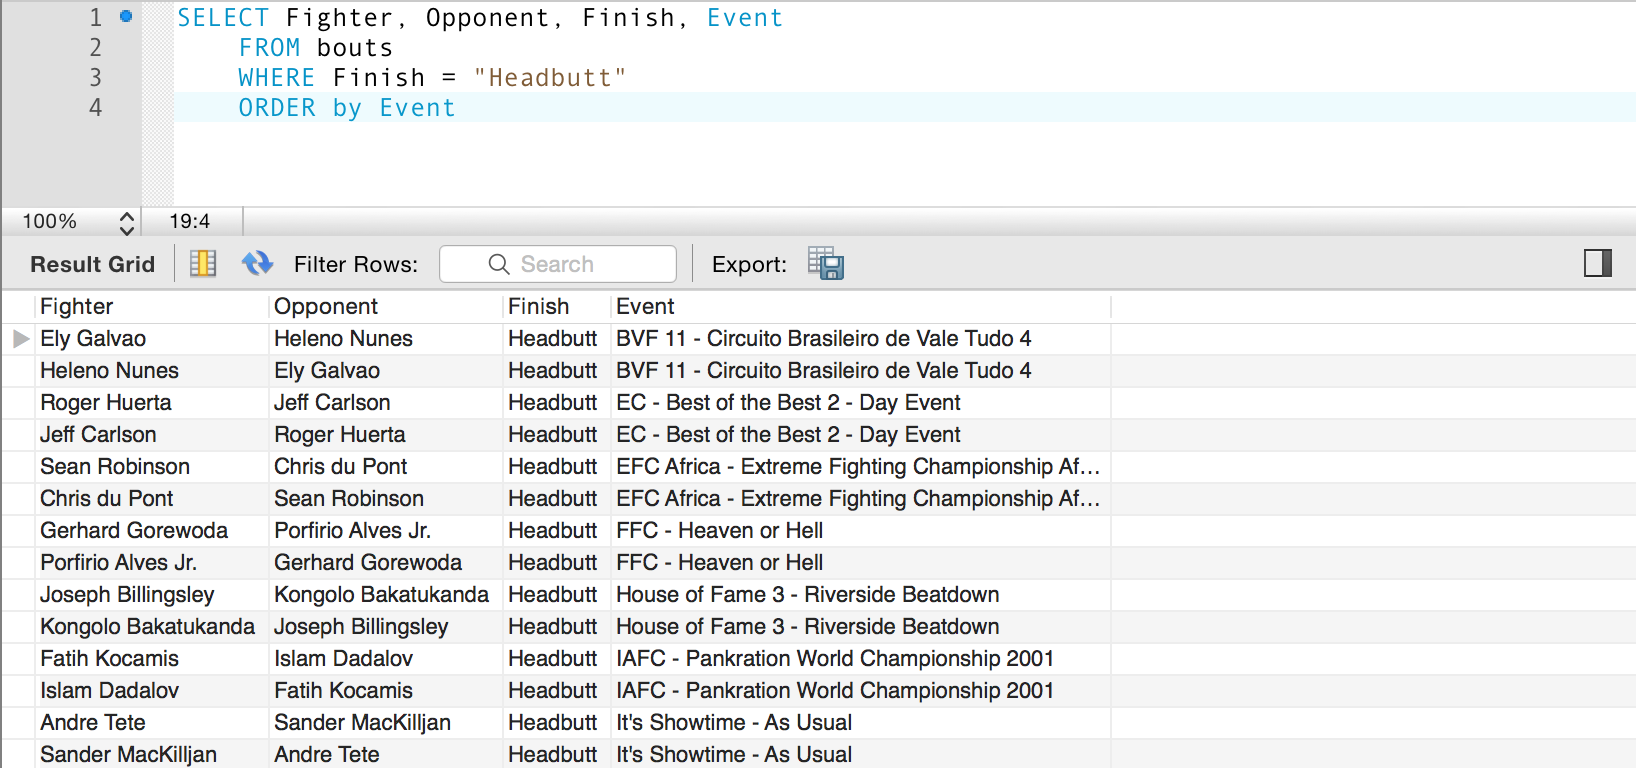 1 SELECT Fighter, Opponent, Finish, Event
2 FROM bouts
3 WHERE Finish = "Headbutt"
4 ORDER by Event
100% 19:4
Result Grid Filter Rows: Search Export:
Fighter Opponent Finish Event
Ely Galvao Heleno Nunes Headbutt BVF 11 - Circuito Brasileiro de Vale Tudo 4
Heleno Nunes Ely Galvao Headbutt BVF 11 - Circuito Brasileiro de Vale Tudo 4
Roger Huerta Jeff Carlson Headbutt EC - Best of the Best 2 - Day Event
Jeff Carlson Roger Huerta Headbutt EC - Best of the Best 2 - Day Event
Sean Robinson Chris du Pont Headbutt EFC Africa - Extreme Fighting Championship Af...
Chris du Pont Sean Robinson Headbutt EFC Africa - Extreme Fighting Championship Af...
Gerhard Gorewoda Porfirio Alves Jr. Headbutt FFC - Heaven or Hell
Porfirio Alves Jr. Gerhard Gorewoda Headbutt FFC - Heaven or Hell
Joseph Billingsley Kongolo Bakatukanda Headbutt House of Fame 3 - Riverside Beatdown
Kongolo Bakatukanda Joseph Billingsley Headbutt House of Fame 3 - Riverside Beatdown
Fatih Kocamis Islam Dadalov Headbutt IAFC - Pankration World Championship 2001
Islam Dadalov Fatih Kocamis Headbutt IAFC - Pankration World Championship 2001
Andre Tete Sander MacKilljan Headbutt It's Showtime - As Usual
Sander MacKilljan Andre Tete Headbutt It's Showtime - As Usual